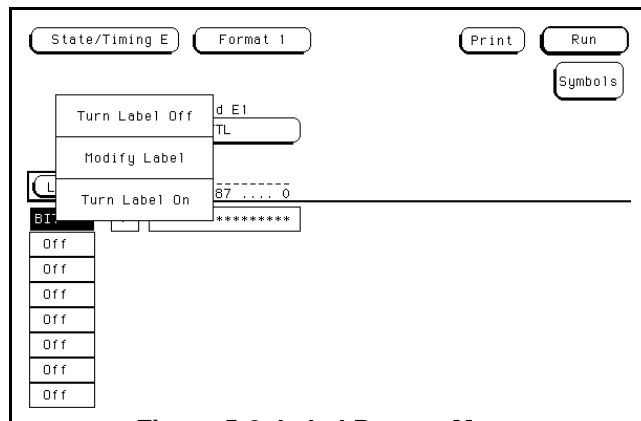 State/Timing E Format 1 Print Run
Symbols
Turn Label Off
d E1
TL
Modify Label
Turn Label On
L
87 .... 0
*********
Off
Off
Off
Off
Off
Off
Off